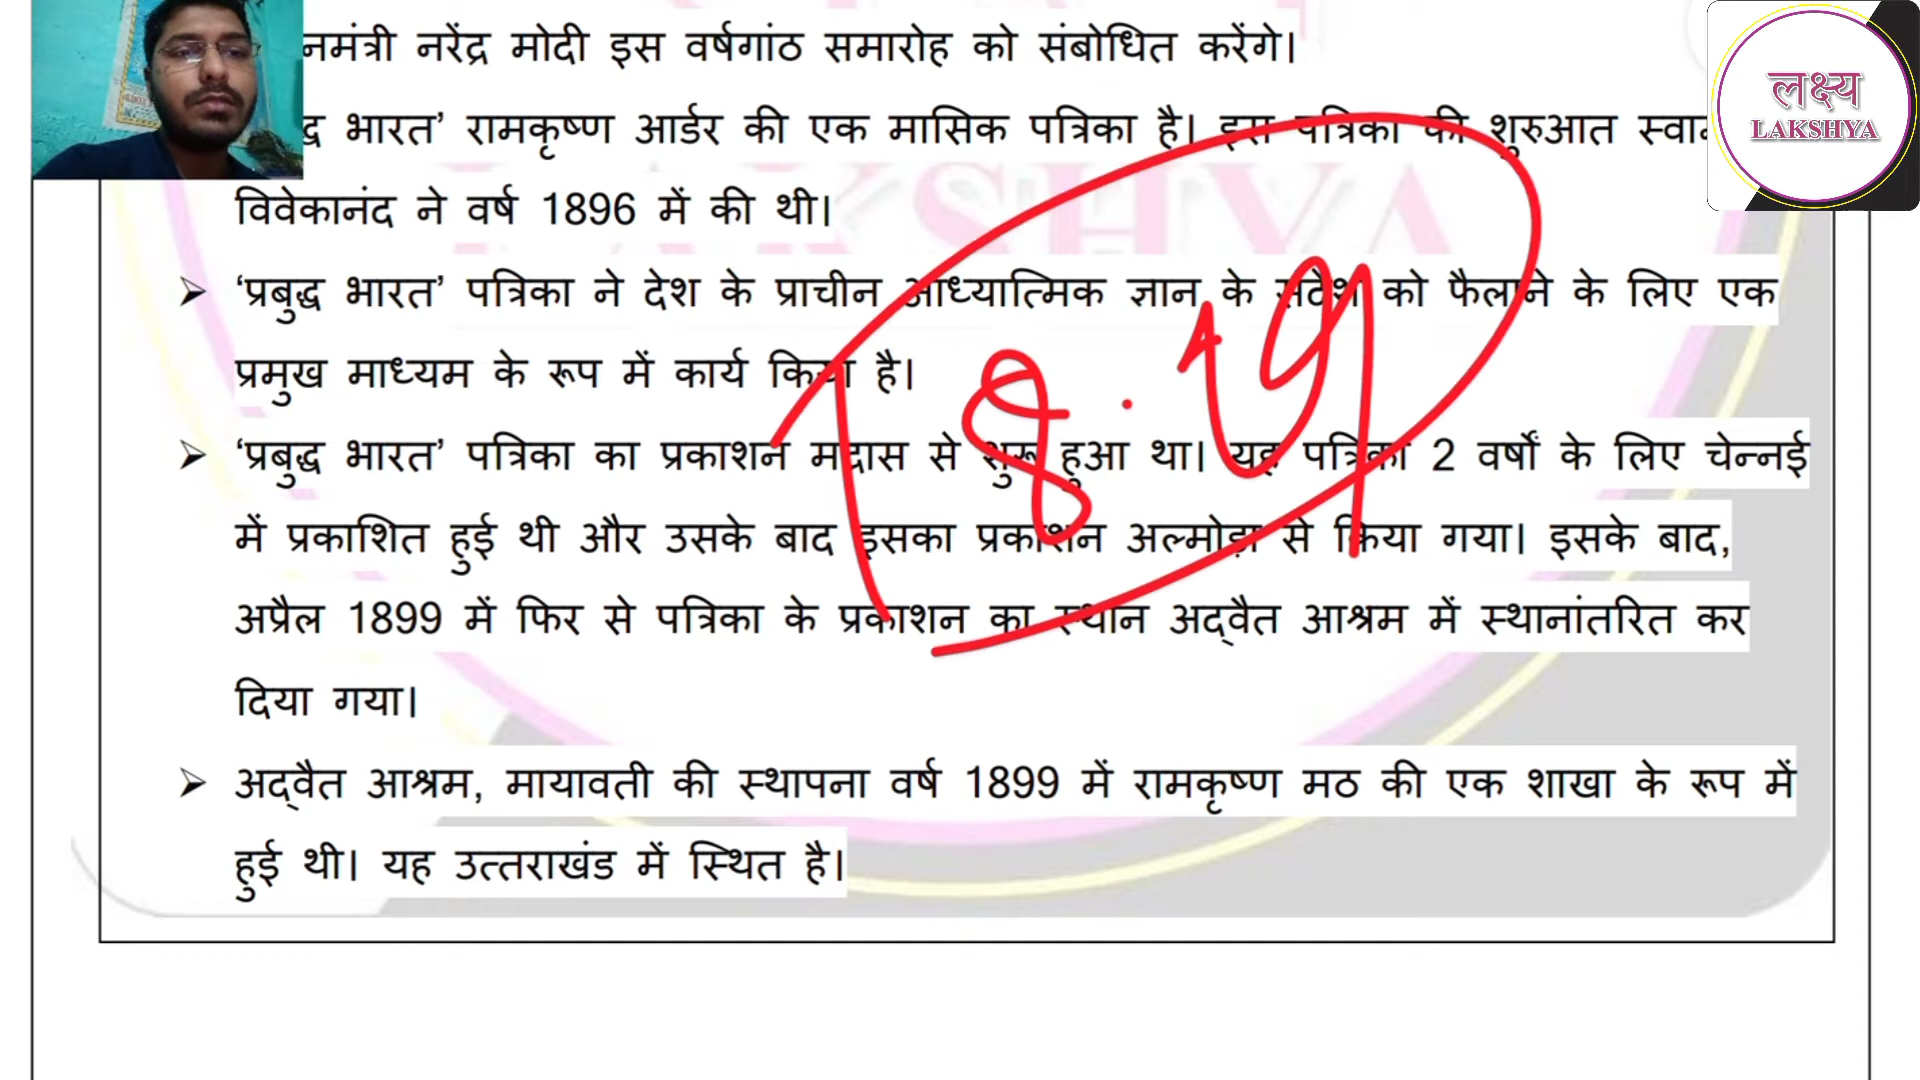 नमंत्री नरेंद्र मोदी इस वर्षगांठ समारोह को संबोधित करेंगे।
द्ध भारत’ रामकृष्ण आर्डर की एक मासिक पत्रिका है। इस पत्रिका की शुरुआत
विवेकानंद ने वर्ष 1896 में की थी।
➢ ‘प्रबुद्ध भारत’ पत्रिका ने देश के प्राचीन आध्यात्मिक ज्ञान के संदेश को फैलाने के लिए एक
प्रमुख माध्यम के रूप में कार्य किया है।
➢ ‘प्रबुद्ध भारत’ पत्रिका का प्रकाशन मद्रास से शुरू हुआ था। यह पत्रिका 2 वर्षों के लिए चेन्नई
में प्रकाशित हुई थी और उसके बाद इसका प्रकाशन अल्मोड़ा से किया गया। इसके बाद,
अप्रैल 1899 में फिर से पत्रिका के प्रकाशन का स्थान अद्वैत आश्रम में स्थानांतरित कर
दिया गया।
➢ अद्वैत आश्रम, मायावती की स्थापना वर्ष 1899 में रामकृष्ण मठ की एक शाखा के रूप में
हुई थी। यह उत्तराखंड में स्थित है।
लक्ष्य
LAKSHYA
LAKSHYA